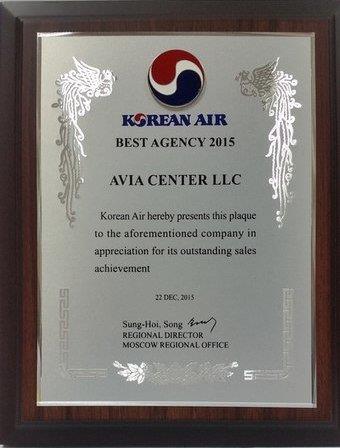 KOREAN AIR
BEST AGENCY 2015
AVIA CENTER LLC
Korean Air hereby presents this plaque
to the aforementioned company in
appreciation for its outstanding sales
achievement
22 DEC, 2015
Sung-Hoi, Song
REGIONAL DIRECTOR
MOSCOW REGIONAL OFFICE